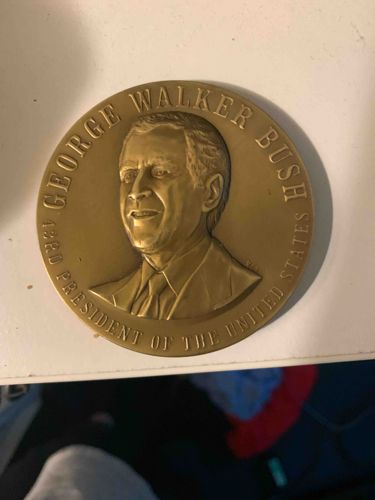 GEORGE WALKER BUSH
43RD PRESIDENT OF THE UNITED STATES